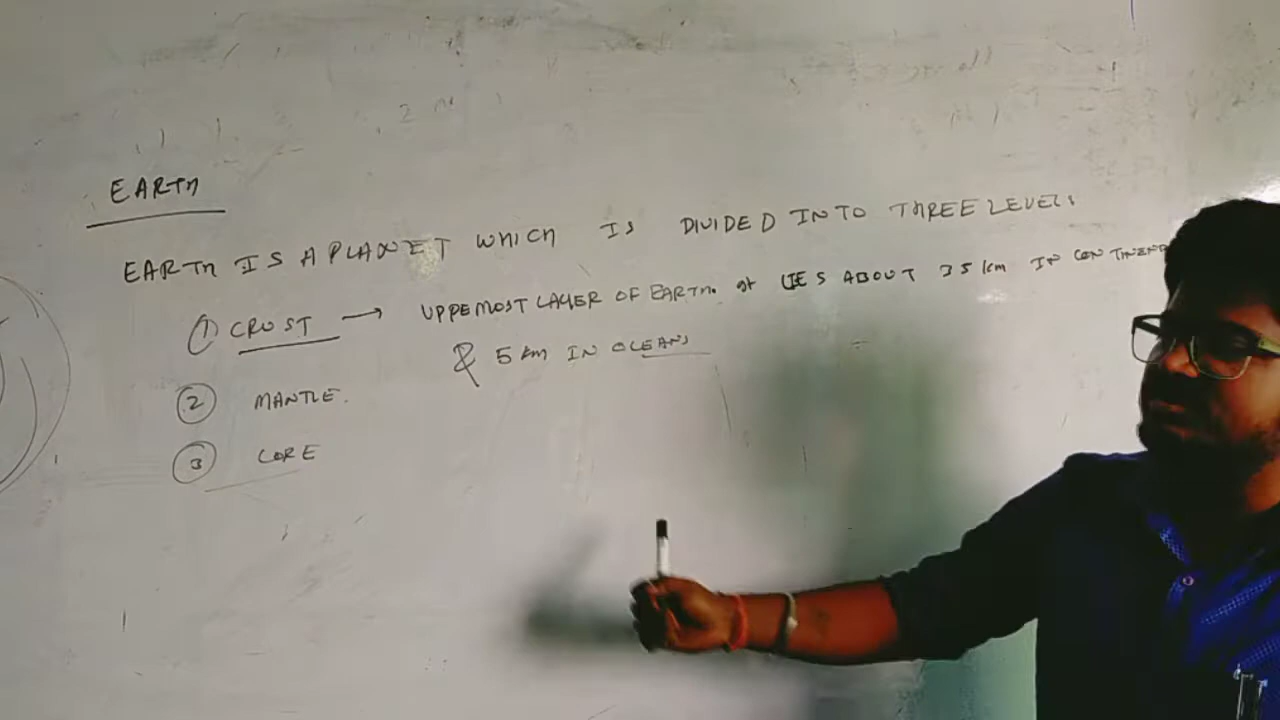 EARTH
EARTH IS A PLANET WHICH IS DIVIDED INTO THREE LEVELS
① CRUST → UPPEMOST LAYER OF EARTH. It LIES ABOUT 35 km IN CONTINENT
& 5 km IN OCEANS
② MANTLE.
③ CORE